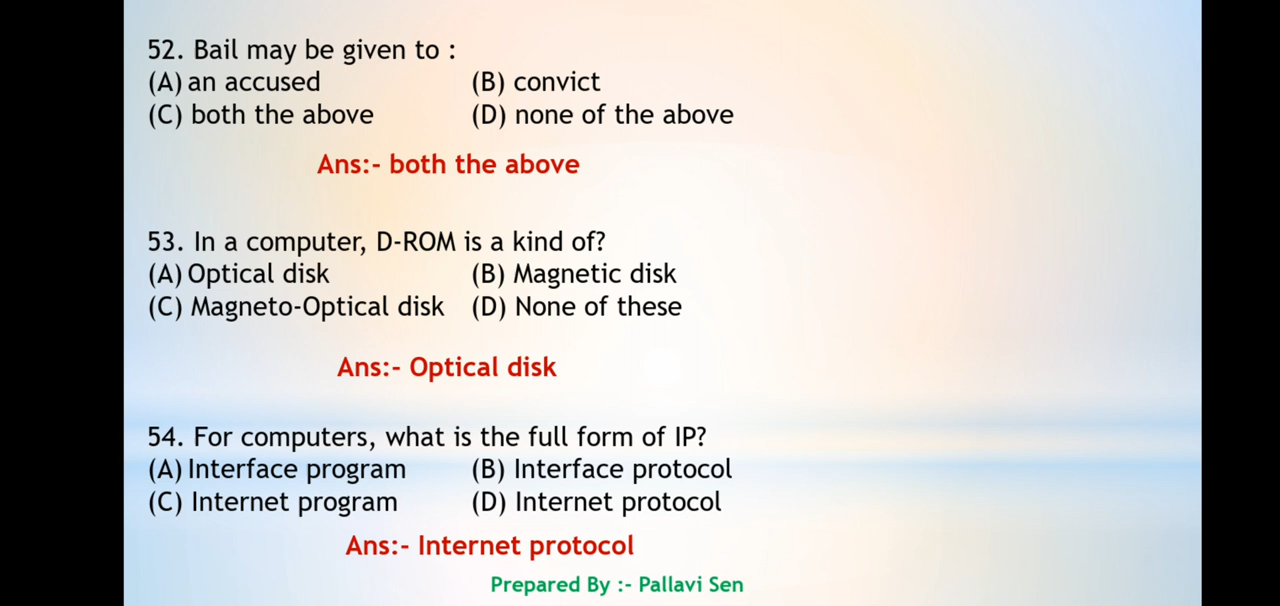 52. Bail may be given to :
(A) an accused (B) convict
(C) both the above (D) none of the above
Ans:- both the above
53. In a computer, D-ROM is a kind of?
(A) Optical disk (B) Magnetic disk
(C) Magneto-Optical disk (D) None of these
Ans:- Optical disk
54. For computers, what is the full form of IP?
(A) Interface program (B) Interface protocol
(C) Internet program (D) Internet protocol
Ans:- Internet protocol
Prepared By :- Pallavi Sen